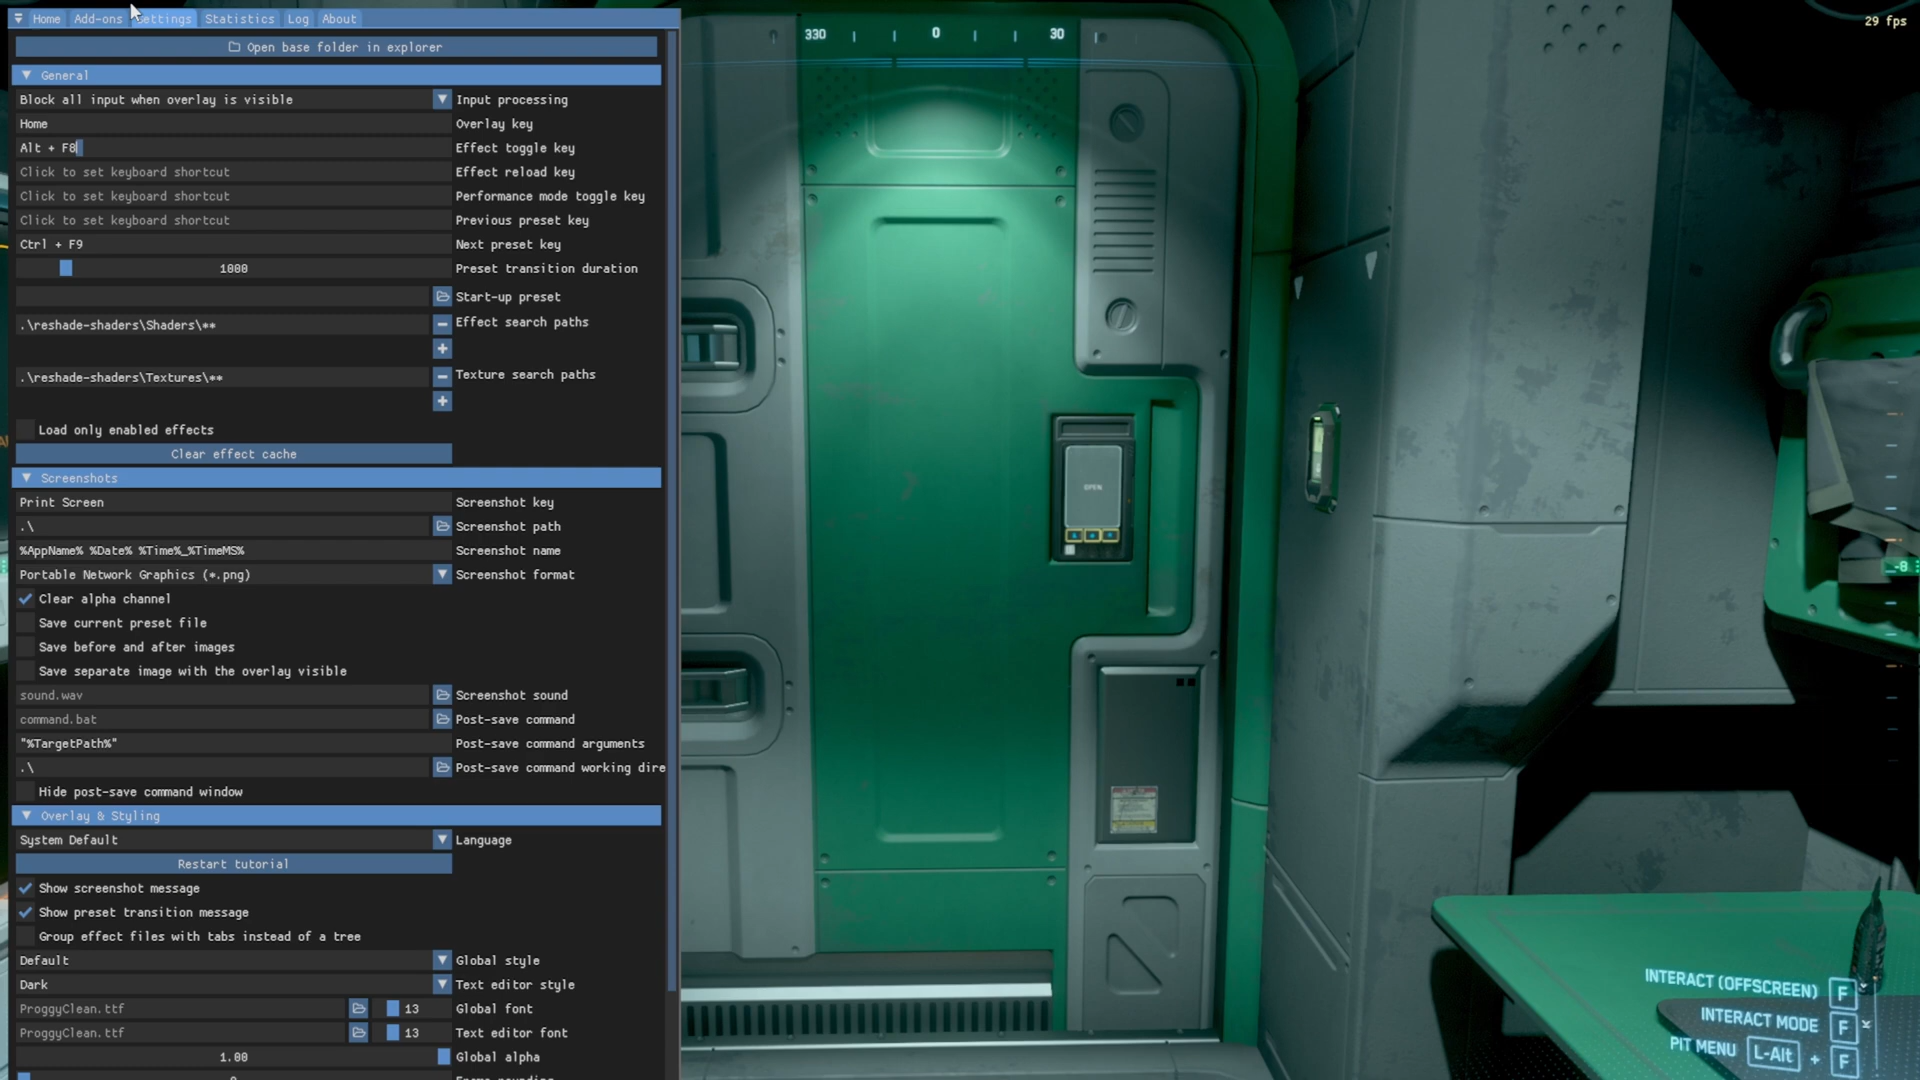 Home Add-ons Settings Statistics Log About
Open base folder in explorer
General
Block all input when overlay is visible Input processing
Home Overlay key
Alt + F8 Effect toggle key
Click to set keyboard shortcut Effect reload key
Click to set keyboard shortcut Performance mode toggle key
Click to set keyboard shortcut Previous preset key
Ctrl + F9 Next preset key
1000 Preset transition duration
Start-up preset
.\reshade-shaders\Shaders\** Effect search paths
.\reshade-shaders\Textures\** Texture search paths
Load only enabled effects
Clear effect cache
Screenshots
Print Screen Screenshot key
.\ Screenshot path
%AppName% %Date% %Time%_%TimeMS% Screenshot name
Portable Network Graphics (*.png) Screenshot format
Clear alpha channel
Save current preset file
Save before and after images
Save separate image with the overlay visible
sound.wav Screenshot sound
command.bat Post-save command
"%TargetPath%" Post-save command arguments
.\ Post-save command working dire
Hide post-save command window
Overlay & Styling
System Default Language
Restart tutorial
Show screenshot message
Show preset transition message
Group effect files with tabs instead of a tree
Default Global style
Dark Text editor style
ProggyClean.ttf 13 Global font
ProggyClean.ttf 13 Text editor font
1.00 Global alpha
29 fps
330 0 30
OPEN
-8
INTERACT (OFFSCREEN) F
INTERACT MODE F
PIT MENU L-Alt + F